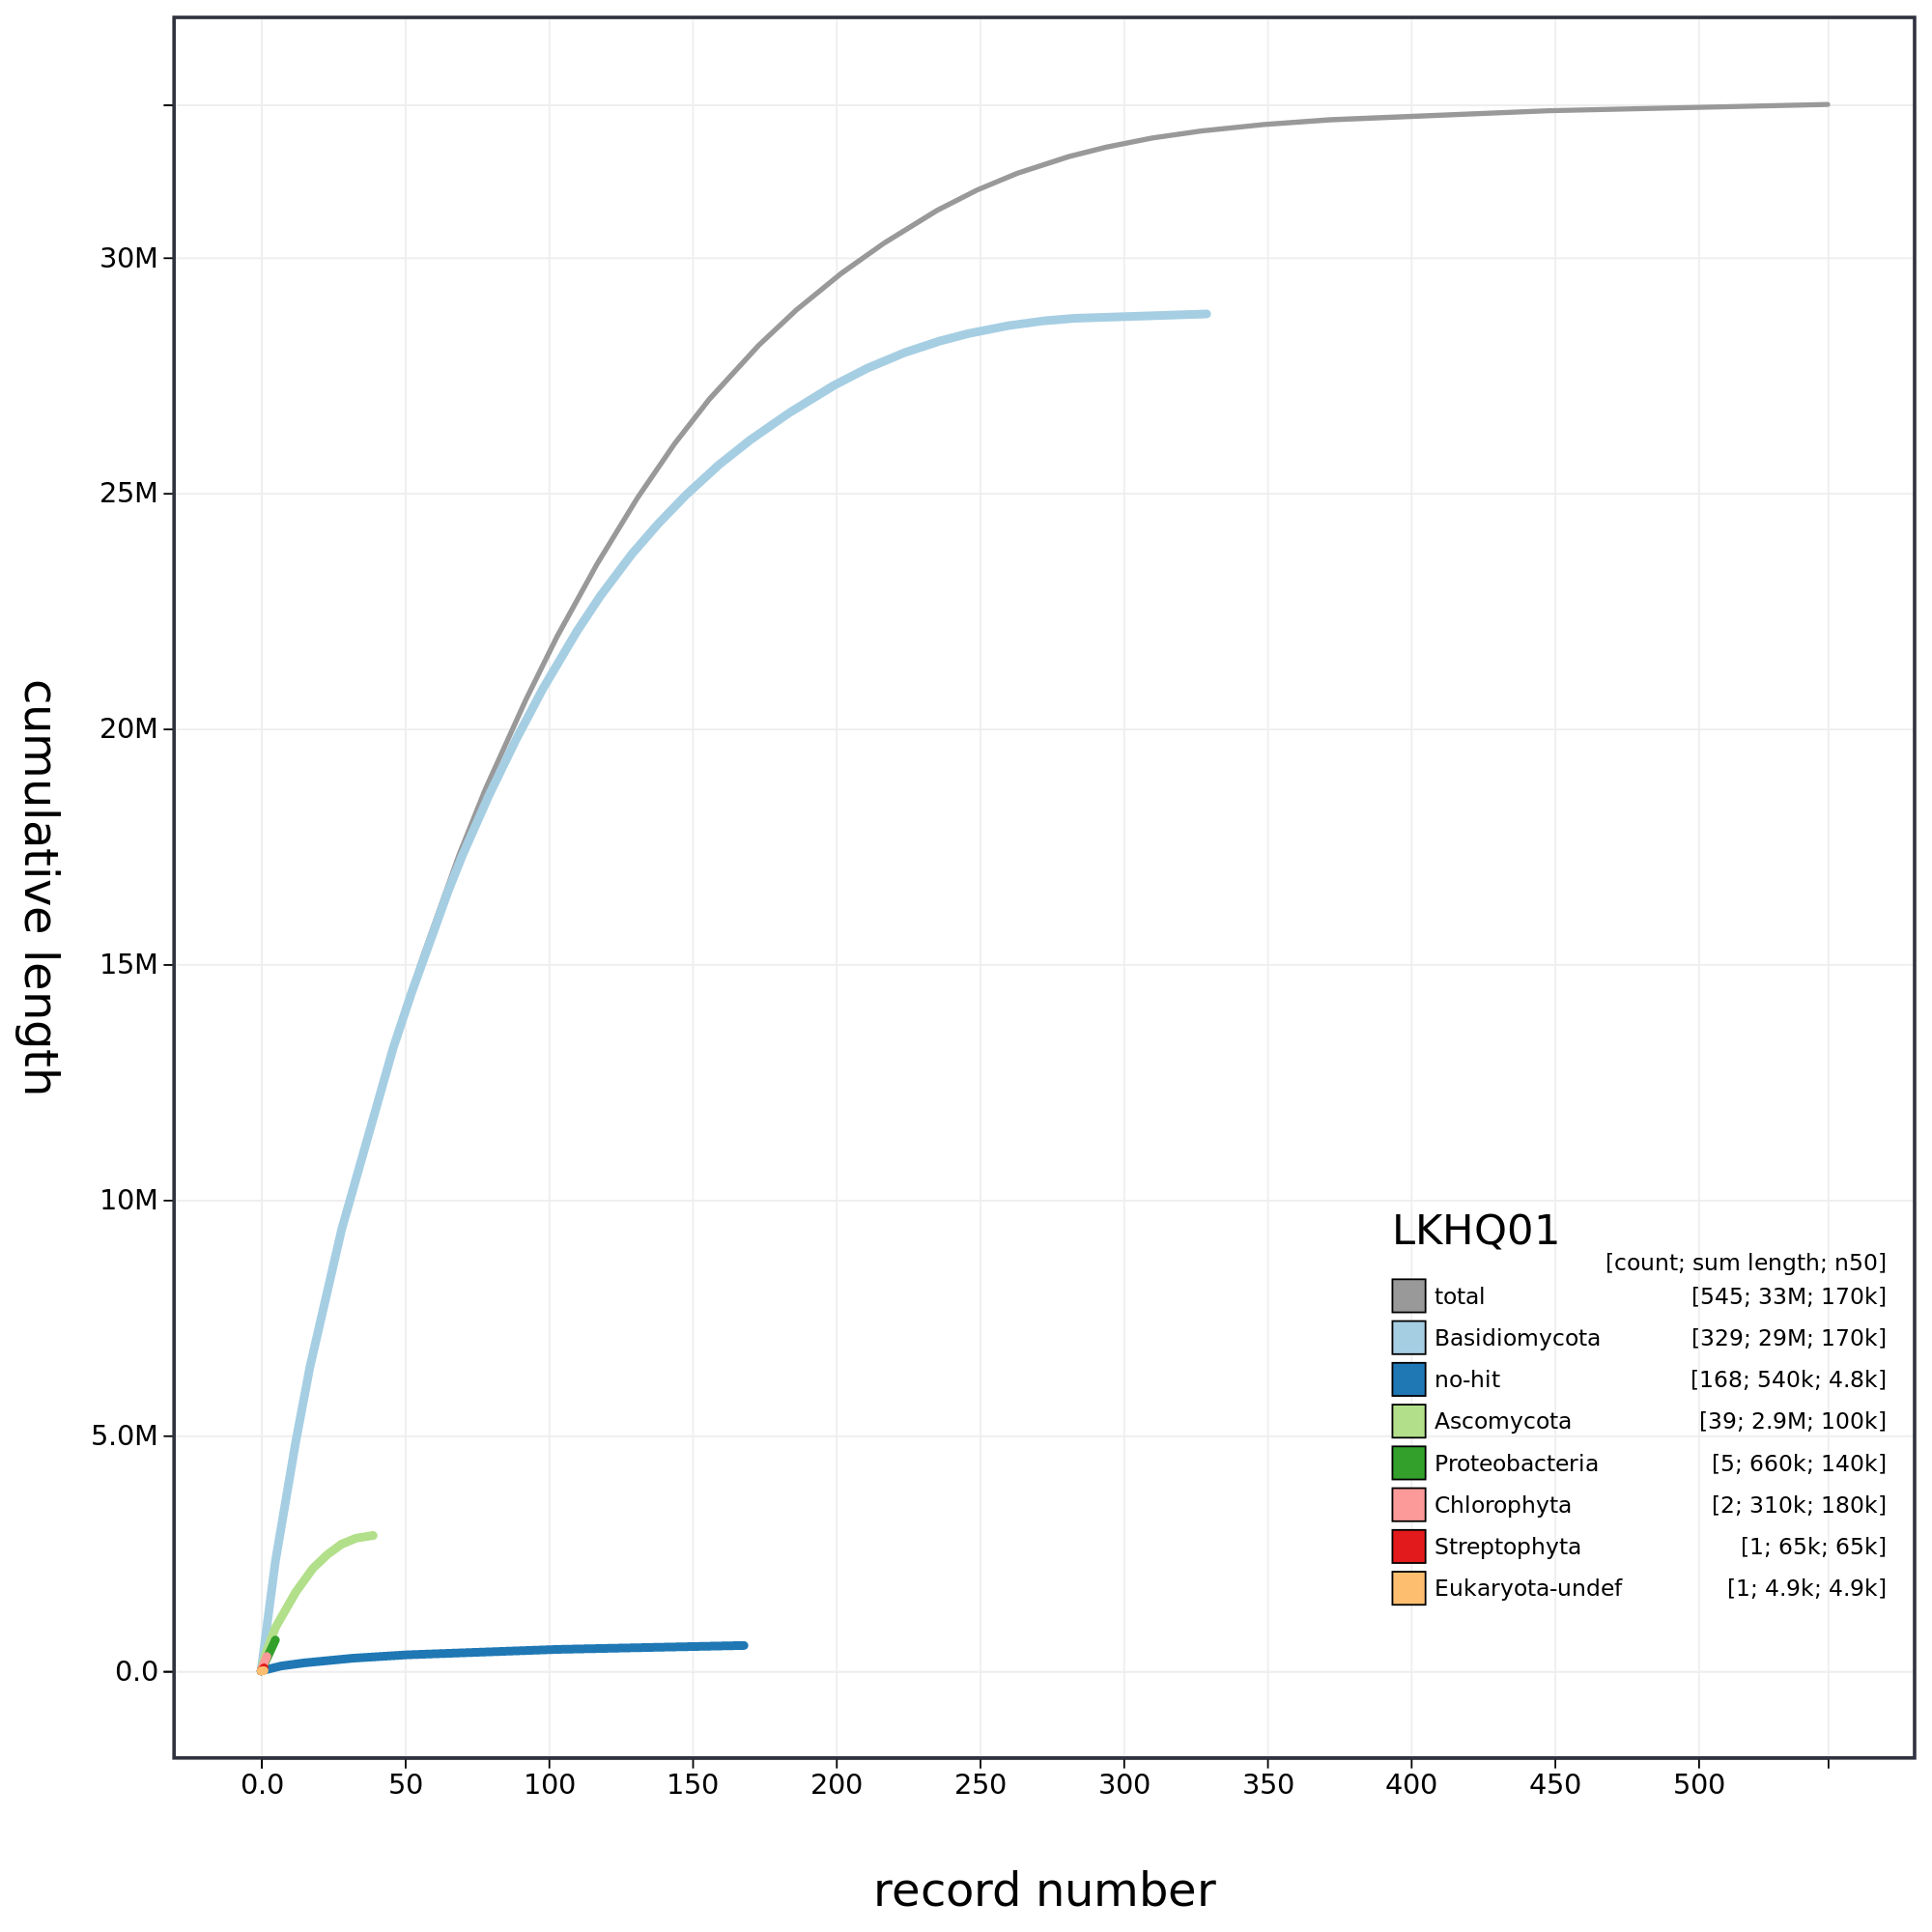 cumulative length
30M
25M
20M
15M
10M
5.0M
0.0
LKHQ01
[count; sum length; n50]
total [545; 33M; 170k]
Basidiomycota [329; 29M; 170k]
no-hit [168; 540k; 4.8k]
Ascomycota [39; 2.9M; 100k]
Proteobacteria [5; 660k; 140k]
Chlorophyta [2; 310k; 180k]
Streptophyta [1; 65k; 65k]
Eukaryota-undef [1; 4.9k; 4.9k]
0.0 50 100 150 200 250 300 350 400 450 500
record number